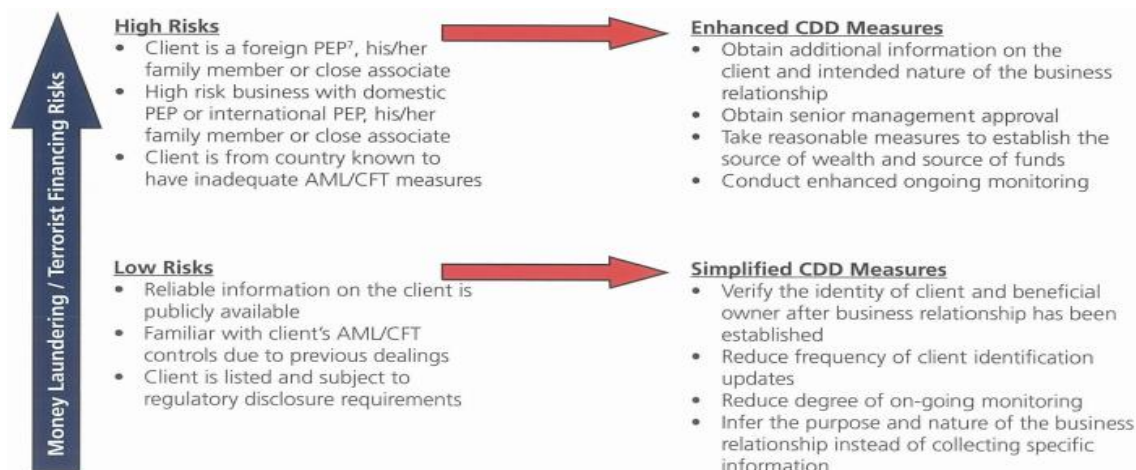 Money Laundering / Terrorist Financing Risks
High Risks
• Client is a foreign PEP⁷, his/her
family member or close associate
• High risk business with domestic
PEP or international PEP, his/her
family member or close associate
• Client is from country known to
have inadequate AML/CFT measures
Enhanced CDD Measures
• Obtain additional information on the
client and intended nature of the business
relationship
• Obtain senior management approval
• Take reasonable measures to establish the
source of wealth and source of funds
• Conduct enhanced ongoing monitoring
Low Risks
• Reliable information on the client is
publicly available
• Familiar with client's AML/CFT
controls due to previous dealings
• Client is listed and subject to
regulatory disclosure requirements
Simplified CDD Measures
• Verify the identity of client and beneficial
owner after business relationship has been
established
• Reduce frequency of client identification
updates
• Reduce degree of on-going monitoring
• Infer the purpose and nature of the business
relationship instead of collecting specific
information